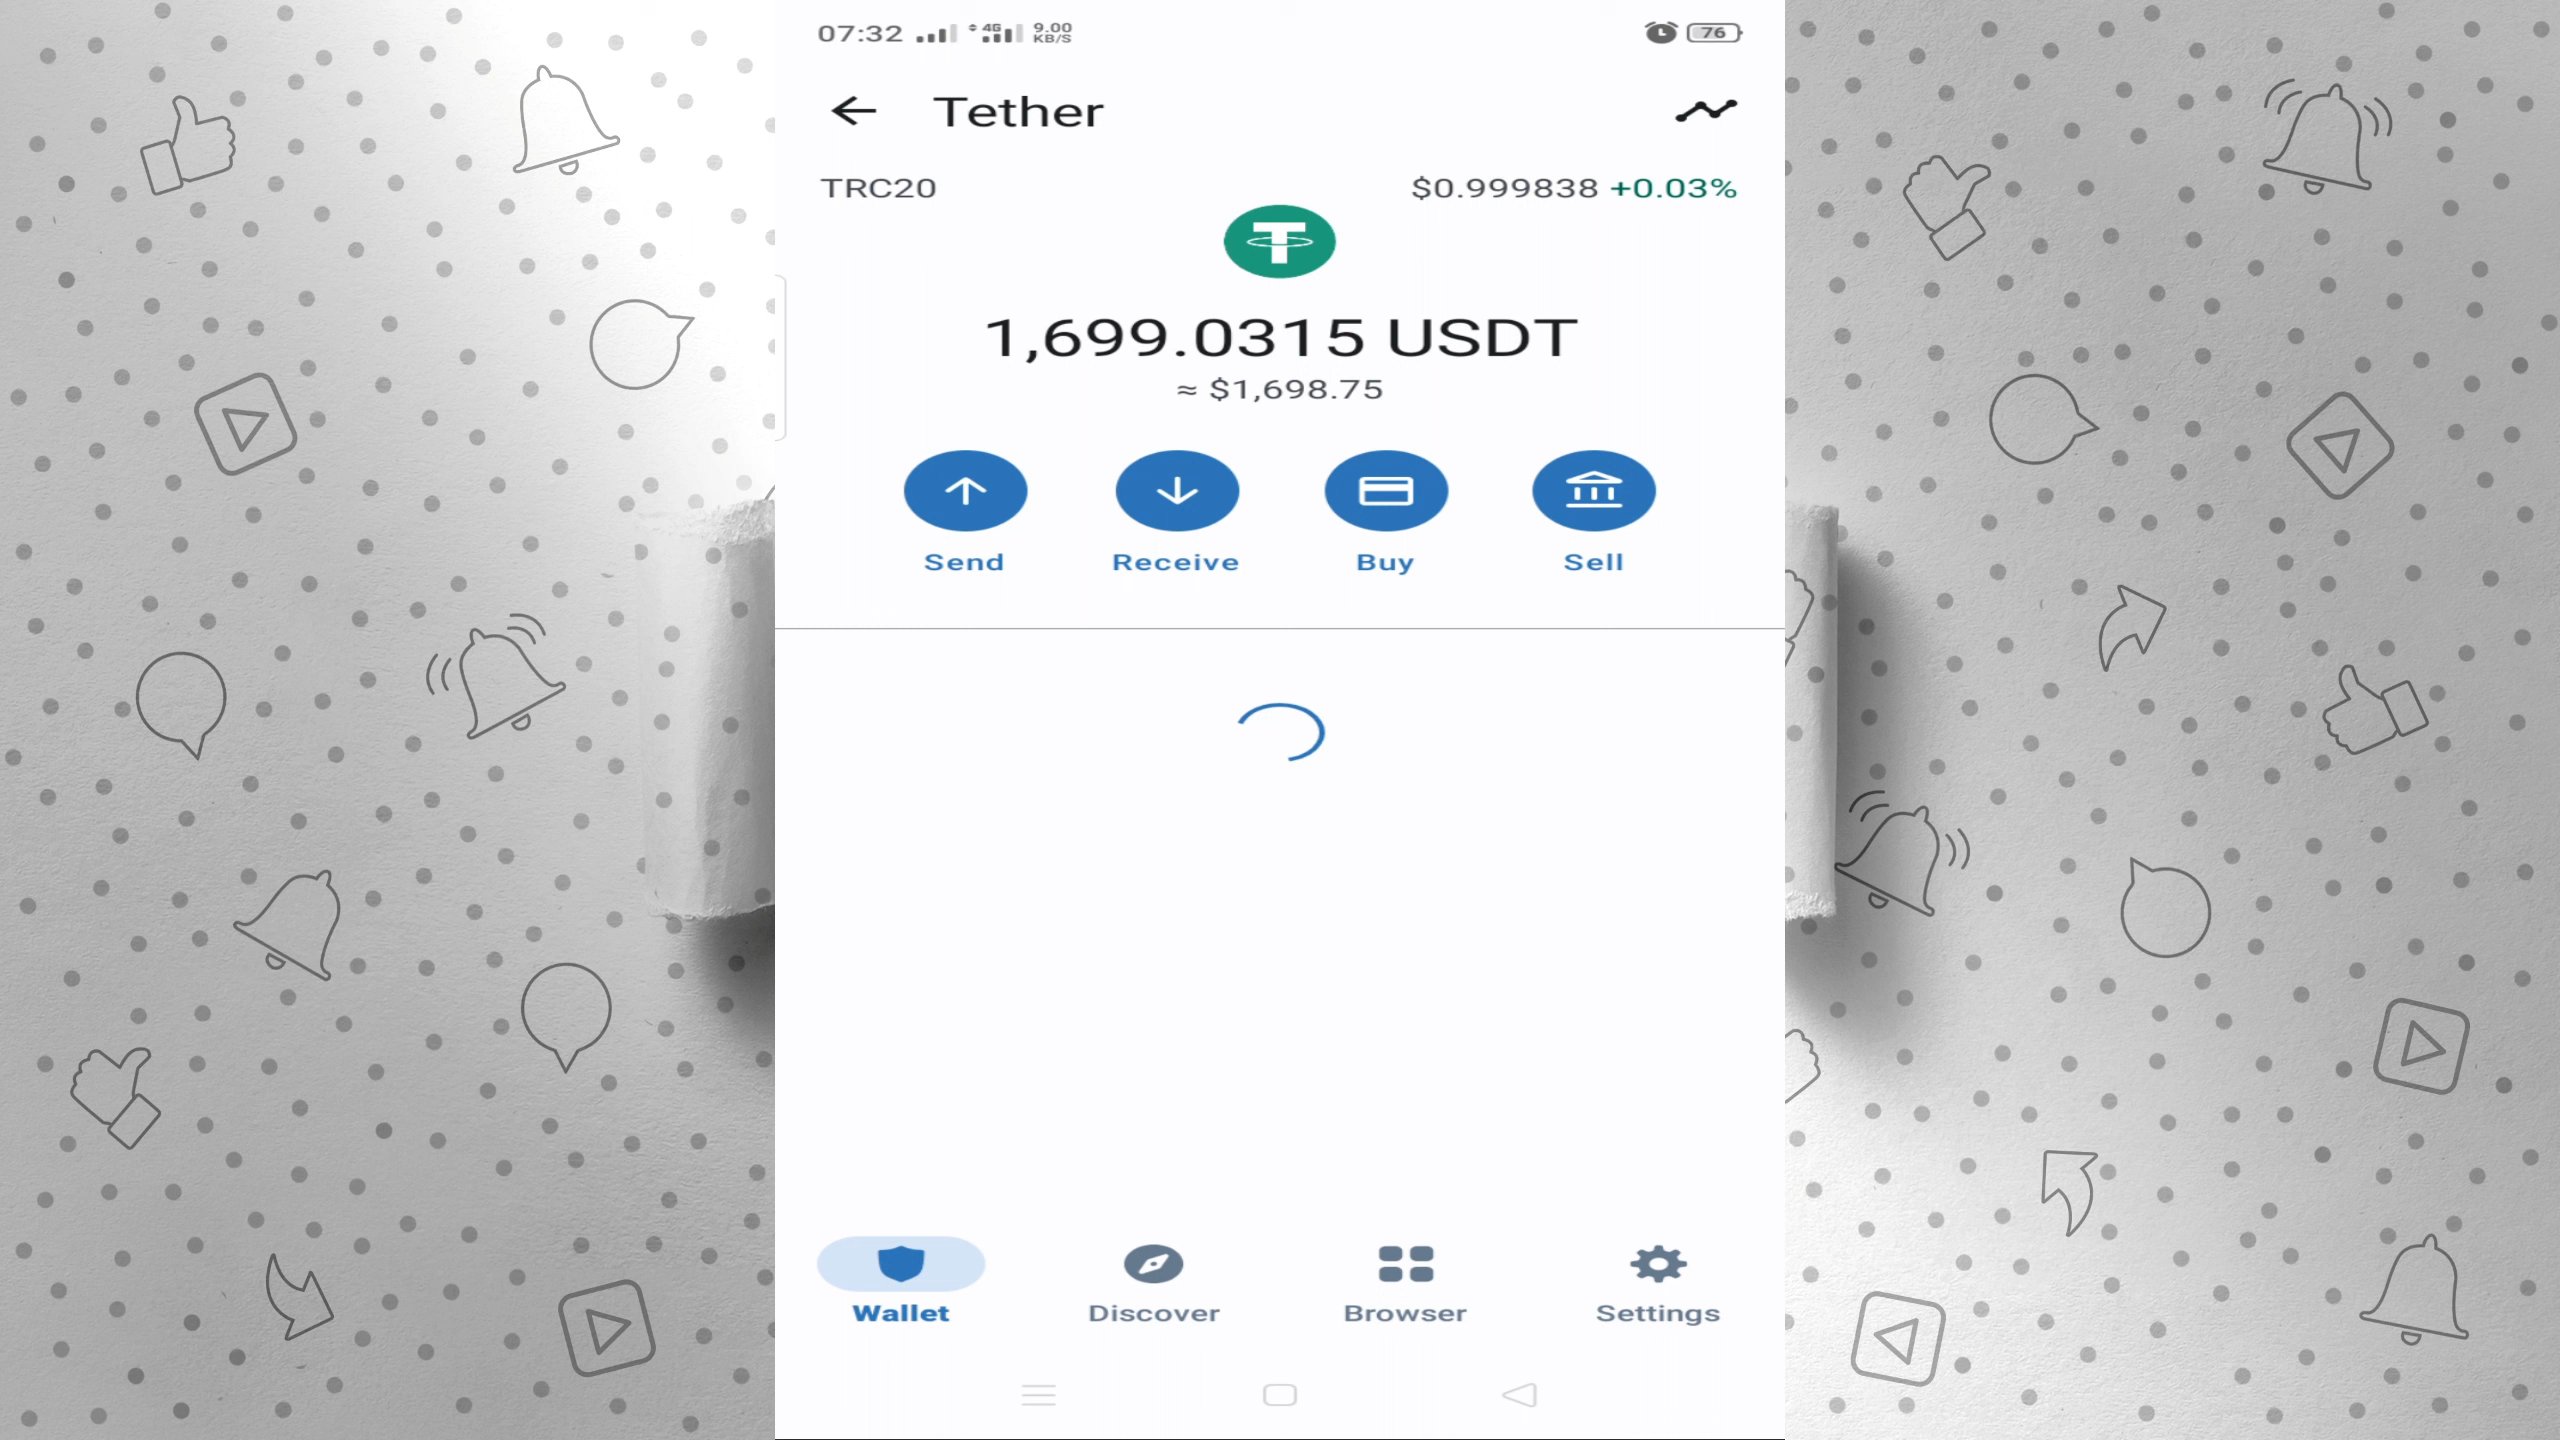 07:32 4G 9.00 KB/S 76
Tether
TRC20 $0.999838 +0.03%
1,699.0315 USDT
≈ $1,698.75
Send Receive Buy Sell
Wallet Discover Browser Settings